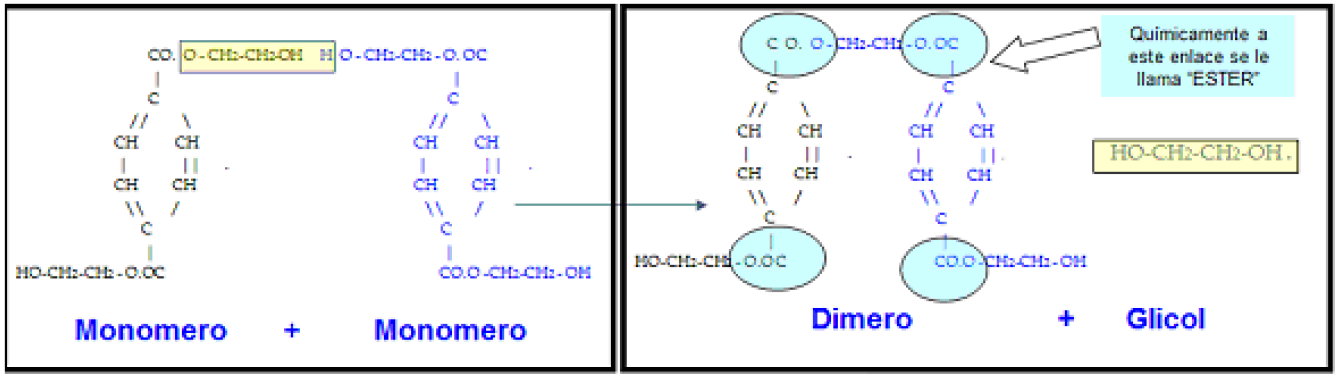 CO. O-CH2-CH2-OH H O-CH2-CH2-O.OC
|
C
// \
CH CH
| ||
CH CH
\\ /
C
|
HO-CH2-CH2-O.OC
|
C
// \
CH CH
| ||
CH CH
\\ /
C
|
CO.O-CH2-CH2-OH
Monomero + Monomero
CO. O-CH2-CH2-O.OC
|
C
// \
CH CH
| ||
CH CH
\\ /
C
|
HO-CH2-CH2-O.OC
|
C
// \
CH CH
| ||.
CH CH
\\ /
C
|
CO.O-CH2-CH2-OH
Quimicamente a
este enlace se le
llama "ESTER"
HO-CH2-CH2-OH.
Dimero + Glicol